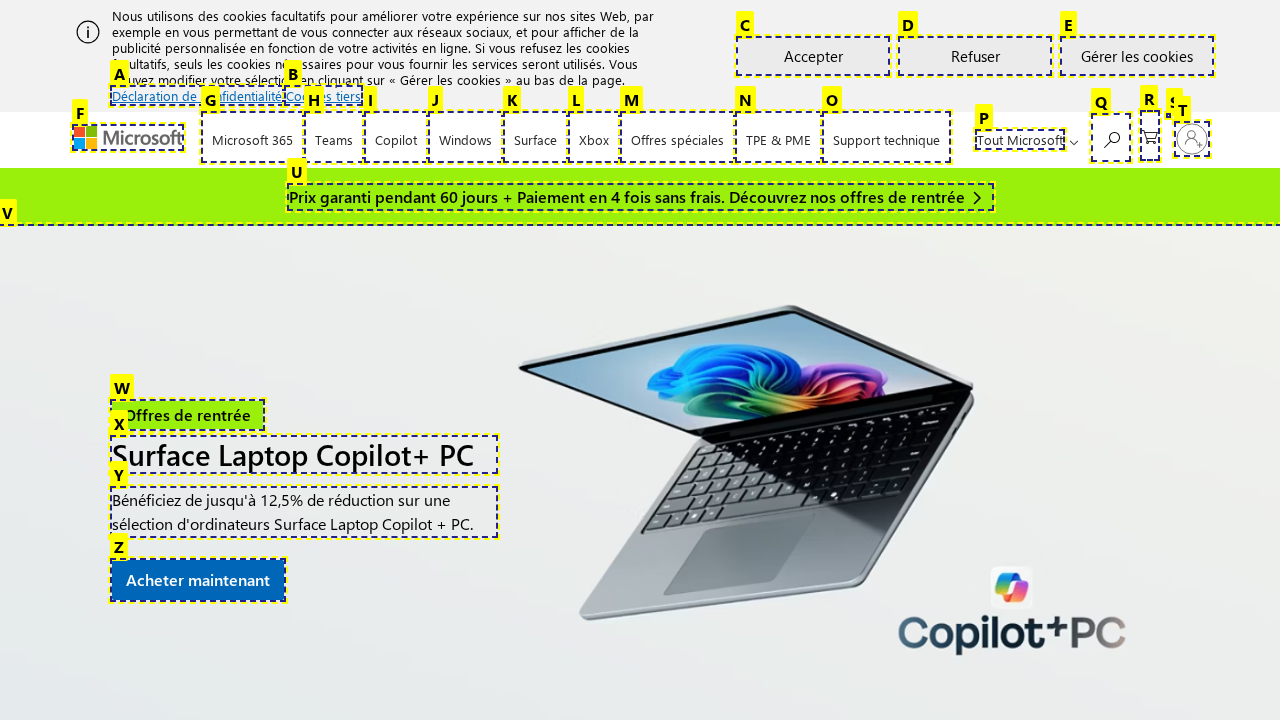 Nous utilisons des cookies facultatifs pour améliorer votre expérience sur nos sites Web, par
exemple en vous permettant de vous connecter aux réseaux sociaux, et pour afficher de la
publicité personnalisée en fonction de votre activités en ligne. Si vous refusez les cookies
facultatifs, seuls les cookies nécessaires pour vous fournir les services seront utilisés. Vous
pouvez modifier votre sélection en cliquant sur « Gérer les cookies » au bas de la page.
A B
Déclaration de confidentialité Cookies tiers
C D E
Accepter Refuser Gérer les cookies
F G H I J K L M N O P Q R S T
Microsoft Microsoft 365 Teams Copilot Windows Surface Xbox Offres spéciales TPE & PME Support technique Tout Microsoft
U
Prix garanti pendant 60 jours + Paiement en 4 fois sans frais. Découvrez nos offres de rentrée
V
W
Offres de rentrée
X
Surface Laptop Copilot+ PC
Y
Bénéficiez de jusqu'à 12,5% de réduction sur une
sélection d'ordinateurs Surface Laptop Copilot + PC.
Z
Acheter maintenant
Copilot+PC